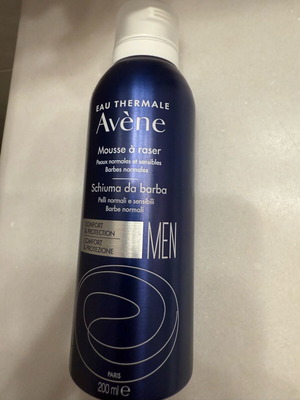 EAU THERMALE
Avène
Mousse à raser
Peaux normales et sensibles
Barbes normales
Schiuma da barba
Pelli normali e sensibili
Barbe normali
CONFORT
& PROTECTION
COMFORT
& PROTEZIONE
MEN
PARIS
200 ml e